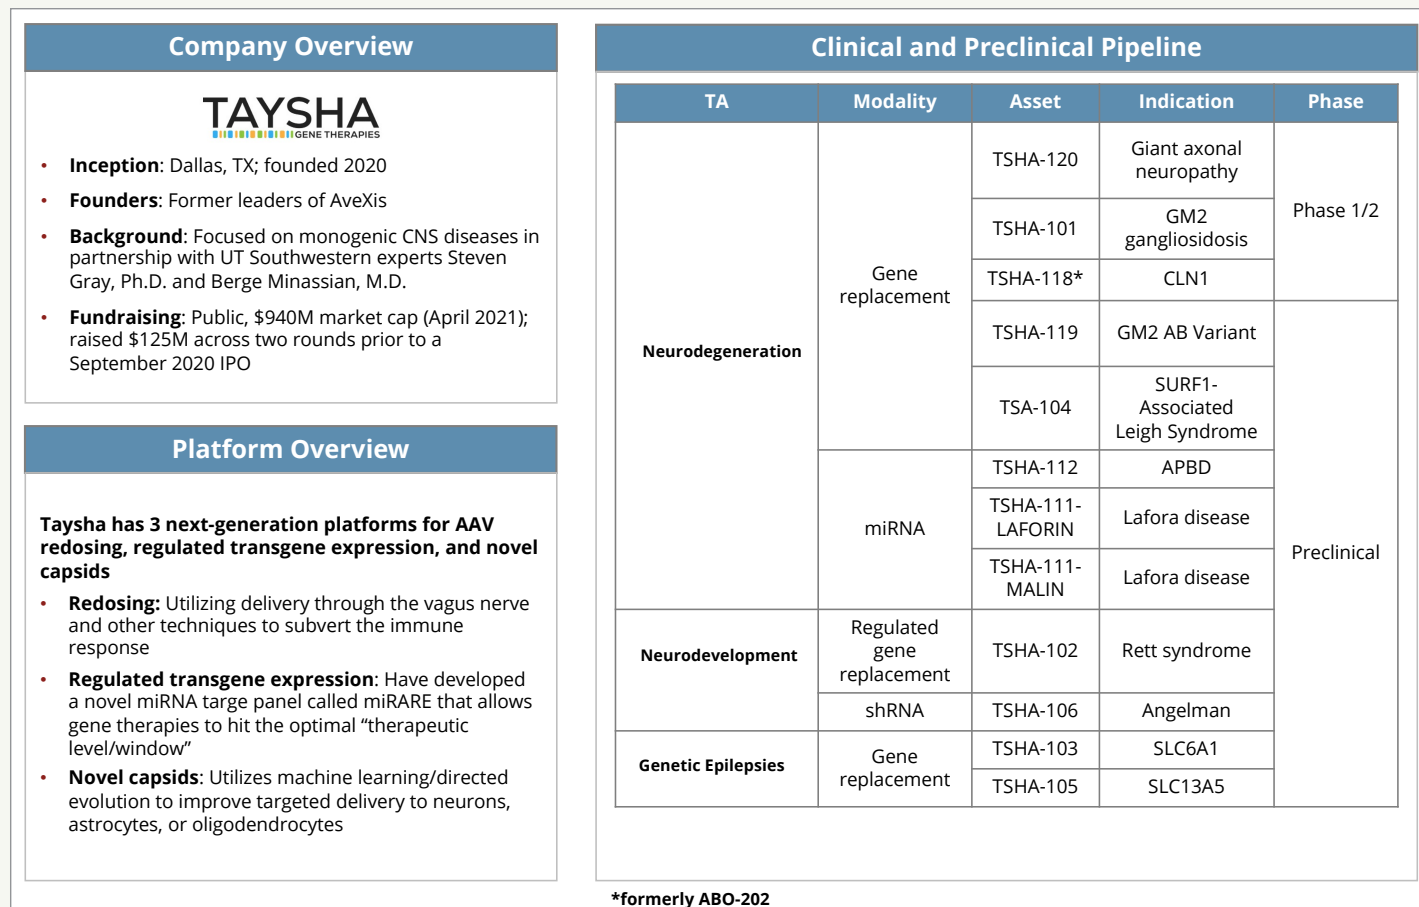 Company Overview
TAYSHA
GENE THERAPIES
• Inception: Dallas, TX; founded 2020
• Founders: Former leaders of AveXis
• Background: Focused on monogenic CNS diseases in
partnership with UT Southwestern experts Steven
Gray, Ph.D. and Berge Minassian, M.D.
• Fundraising: Public, $940M market cap (April 2021);
raised $125M across two rounds prior to a
September 2020 IPO
Platform Overview
Taysha has 3 next-generation platforms for AAV
redosing, regulated transgene expression, and novel
capsids
• Redosing: Utilizing delivery through the vagus nerve
and other techniques to subvert the immune
response
• Regulated transgene expression: Have developed
a novel miRNA targe panel called miRARE that allows
gene therapies to hit the optimal “therapeutic
level/window”
• Novel capsids: Utilizes machine learning/directed
evolution to improve targeted delivery to neurons,
astrocytes, or oligodendrocytes
Clinical and Preclinical Pipeline
TA Modality Asset Indication Phase
Neurodegeneration
Gene
replacement
TSHA-120
Giant axonal
neuropathy
Phase 1/2
TSHA-101
GM2
gangliosidosis
TSHA-118* CLN1
TSHA-119 GM2 AB Variant
Preclinical
TSA-104
SURF1-
Associated
Leigh Syndrome
miRNA
TSHA-112 APBD
TSHA-111-
LAFORIN
Lafora disease
TSHA-111-
MALIN
Lafora disease
Neurodevelopment
Regulated
gene
replacement
TSHA-102 Rett syndrome
shRNA TSHA-106 Angelman
Genetic Epilepsies
Gene
replacement
TSHA-103 SLC6A1
TSHA-105 SLC13A5
*formerly ABO-202